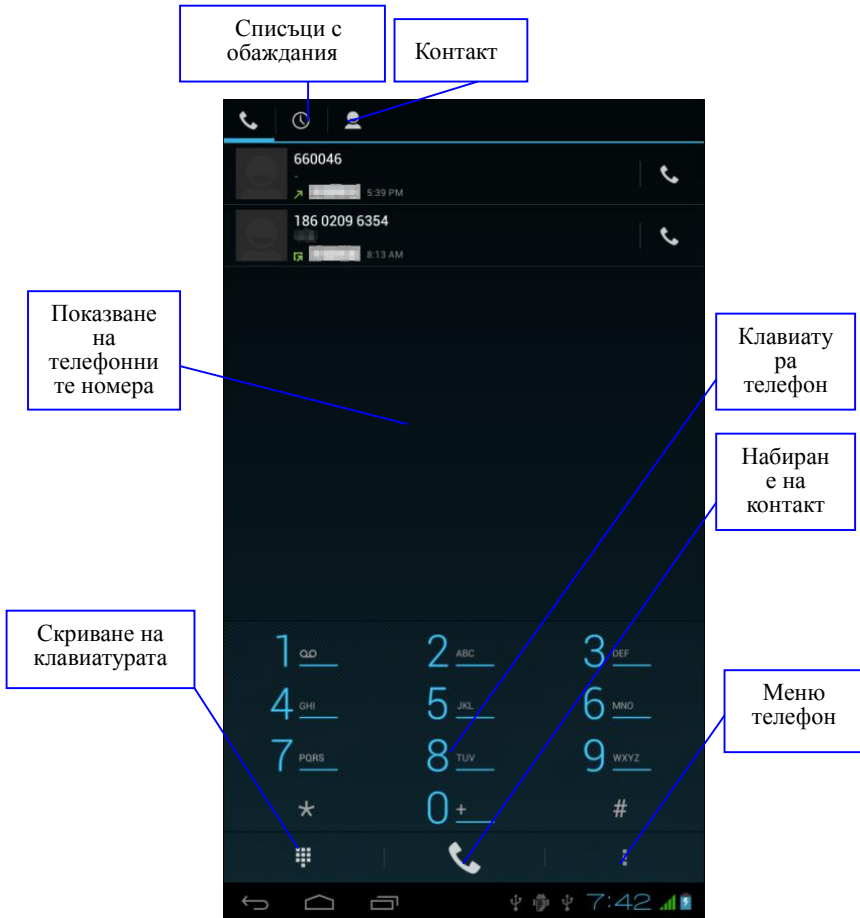 Списъци с
обаждания
Контакт
660046
-
5:39 PM
186 0209 6354
8:13 AM
Показване
на
телефонни
те номера
Клавиату
ра
телефон
Набиран
е на
контакт
Скриване на
клавиатурата
Меню
телефон
1
2 ABC
3 DEF
4 GHI
5 JKL
6 MNO
7 PQRS
8 TUV
9 WXYZ
*
0 +
#
7:42